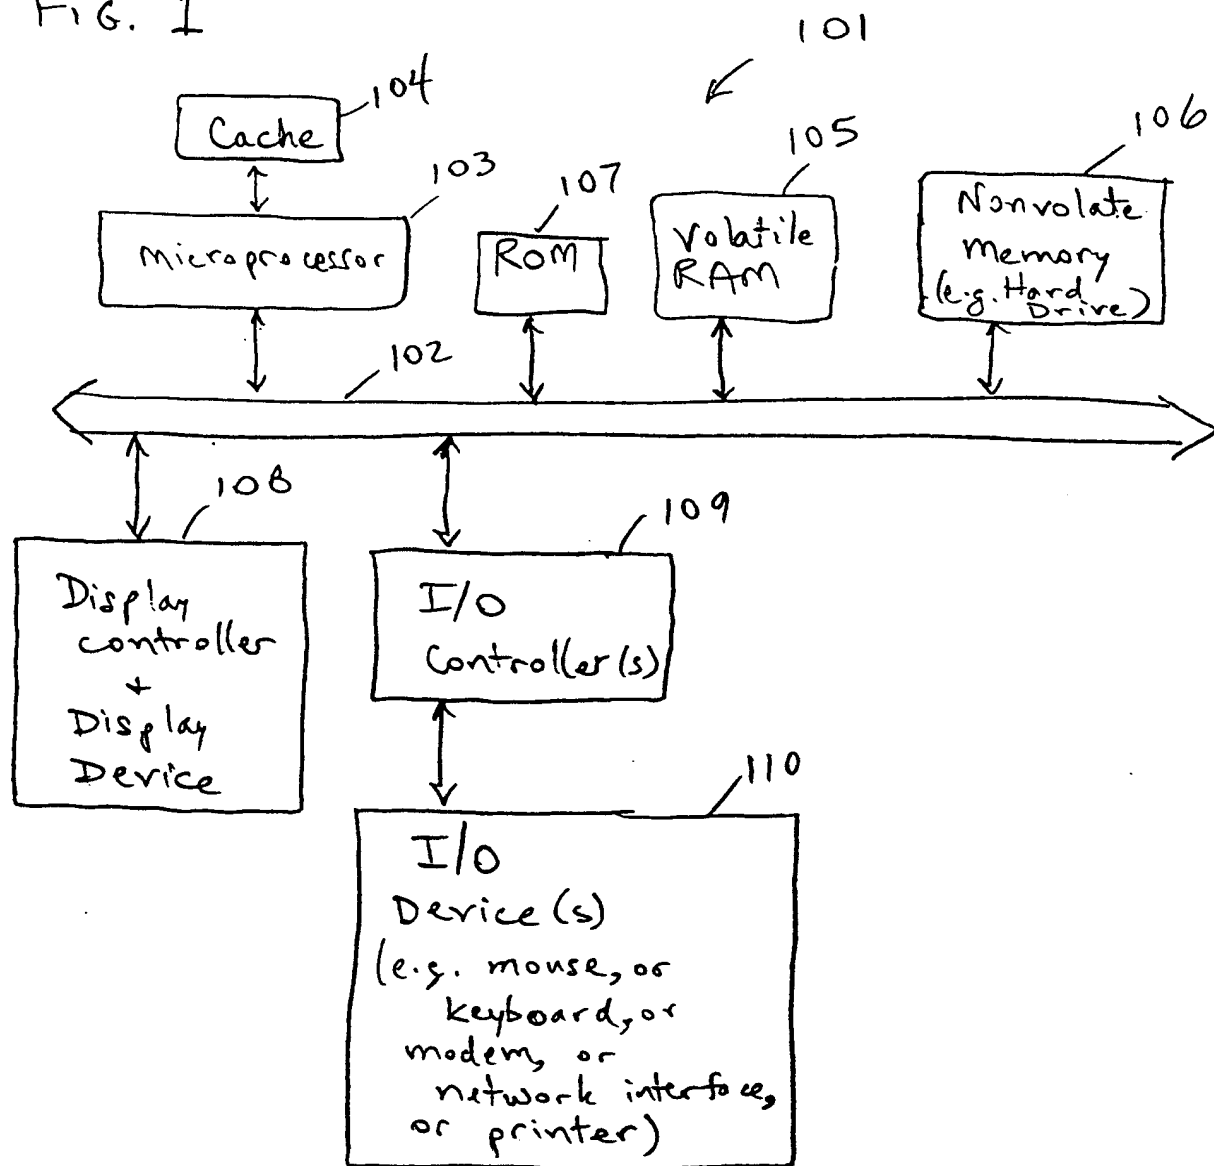 FIG. 1
101
104
Cache
103
Microprocessor
107
ROM
105
Volatile
RAM
106
Nonvolate
Memory
(e.g. Hard
Drive)
102
108
Display
controller
+
Display
Device
109
I/O
Controller(s)
110
I/O
Device(s)
(e.g. mouse, or
keyboard, or
modem, or
network interface,
or printer)